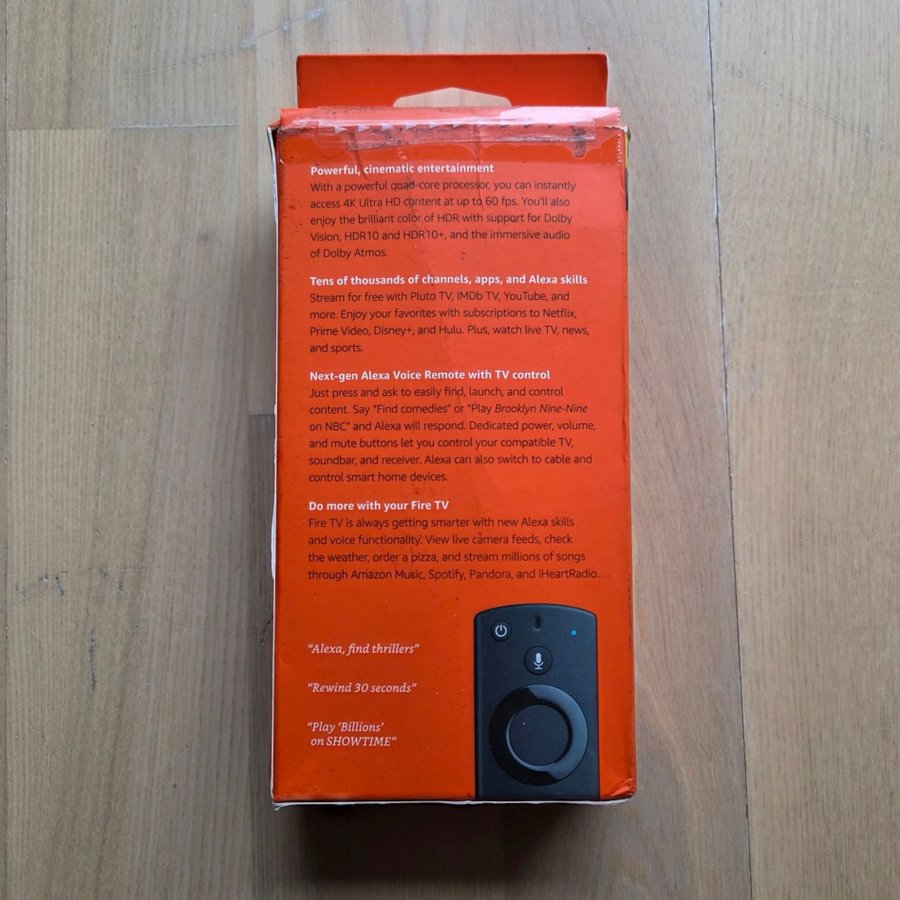 Powerful, cinematic entertainment
With a powerful quad-core processor, you can instantly
access 4K Ultra HD content at up to 60 fps. You'll also
enjoy the brilliant color of HDR with support for Dolby
Vision, HDR10 and HDR10+, and the immersive audio
of Dolby Atmos.
Tens of thousands of channels, apps, and Alexa skills
Stream for free with Pluto TV, IMDb TV, YouTube, and
more. Enjoy your favorites with subscriptions to Netflix,
Prime Video, Disney+, and Hulu. Plus, watch live TV, news,
and sports.
Next-gen Alexa Voice Remote with TV control
Just press and ask to easily find, launch, and control
content. Say "Find comedies" or "Play Brooklyn Nine-Nine
on NBC" and Alexa will respond. Dedicated power, volume,
and mute buttons let you control your compatible TV,
soundbar, and receiver. Alexa can also switch to cable and
control smart home devices.
Do more with your Fire TV
Fire TV is always getting smarter with new Alexa skills
and voice functionality. View live camera feeds, check
the weather, order a pizza, and stream millions of songs
through Amazon Music, Spotify, Pandora, and iHeartRadio.
"Alexa, find thrillers"
"Rewind 30 seconds"
"Play 'Billions'
on SHOWTIME"